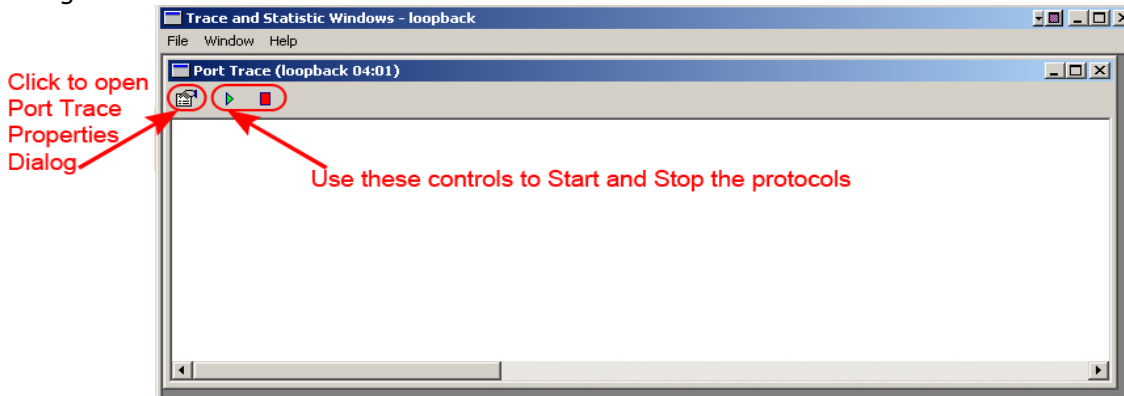 Trace and Statistic Windows - loopback
File Window Help
Port Trace (loopback 04:01)
Click to open
Port Trace
Properties
Dialog
Use these controls to Start and Stop the protocols